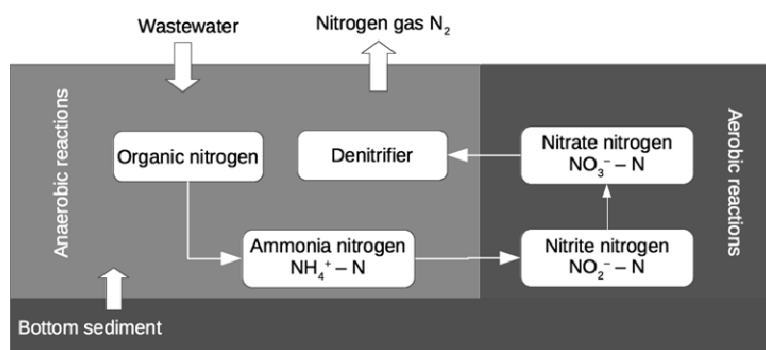 Wastewater
Nitrogen gas N₂
Anaerobic reactions
Organic nitrogen
Denitrifier
Nitrate nitrogen
NO₃⁻ – N
Aerobic reactions
Ammonia nitrogen
NH₄⁺ – N
Nitrite nitrogen
NO₂⁻ – N
Bottom sediment